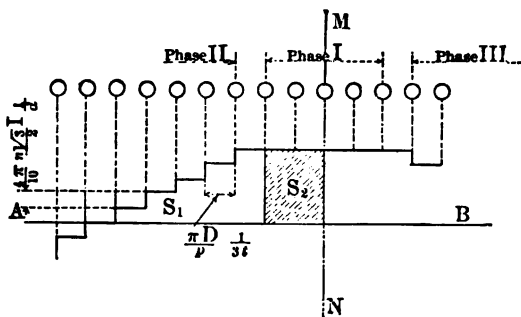 M
Phase II
Phase I
Phase III
4π/10 n √3/2 I 1/d
S₁
S₂
A
B
πD/p 1/3t
N